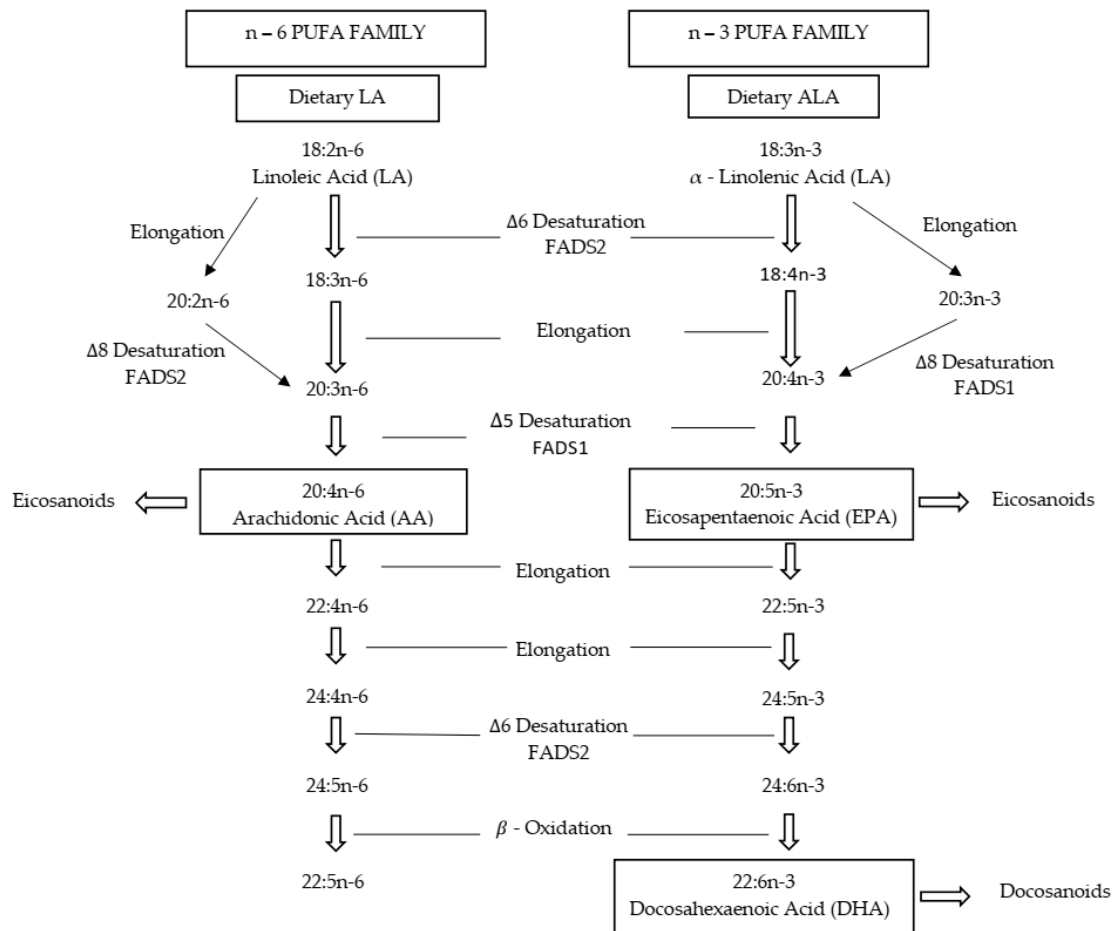 n – 6 PUFA FAMILY
n – 3 PUFA FAMILY
Dietary LA
Dietary ALA
18:2n-6
Linoleic Acid (LA)
18:3n-3
α - Linolenic Acid (LA)
Elongation
Δ6 Desaturation
FADS2
Elongation
18:3n-6
18:4n-3
20:2n-6
20:3n-3
Elongation
Δ8 Desaturation
FADS2
20:3n-6
20:4n-3
Δ8 Desaturation
FADS1
Δ5 Desaturation
FADS1
Eicosanoids
20:4n-6
Arachidonic Acid (AA)
20:5n-3
Eicosapentaenoic Acid (EPA)
Eicosanoids
Elongation
22:4n-6
22:5n-3
Elongation
24:4n-6
24:5n-3
Δ6 Desaturation
FADS2
24:5n-6
24:6n-3
β - Oxidation
22:5n-6
22:6n-3
Docosahexaenoic Acid (DHA)
Docosanoids